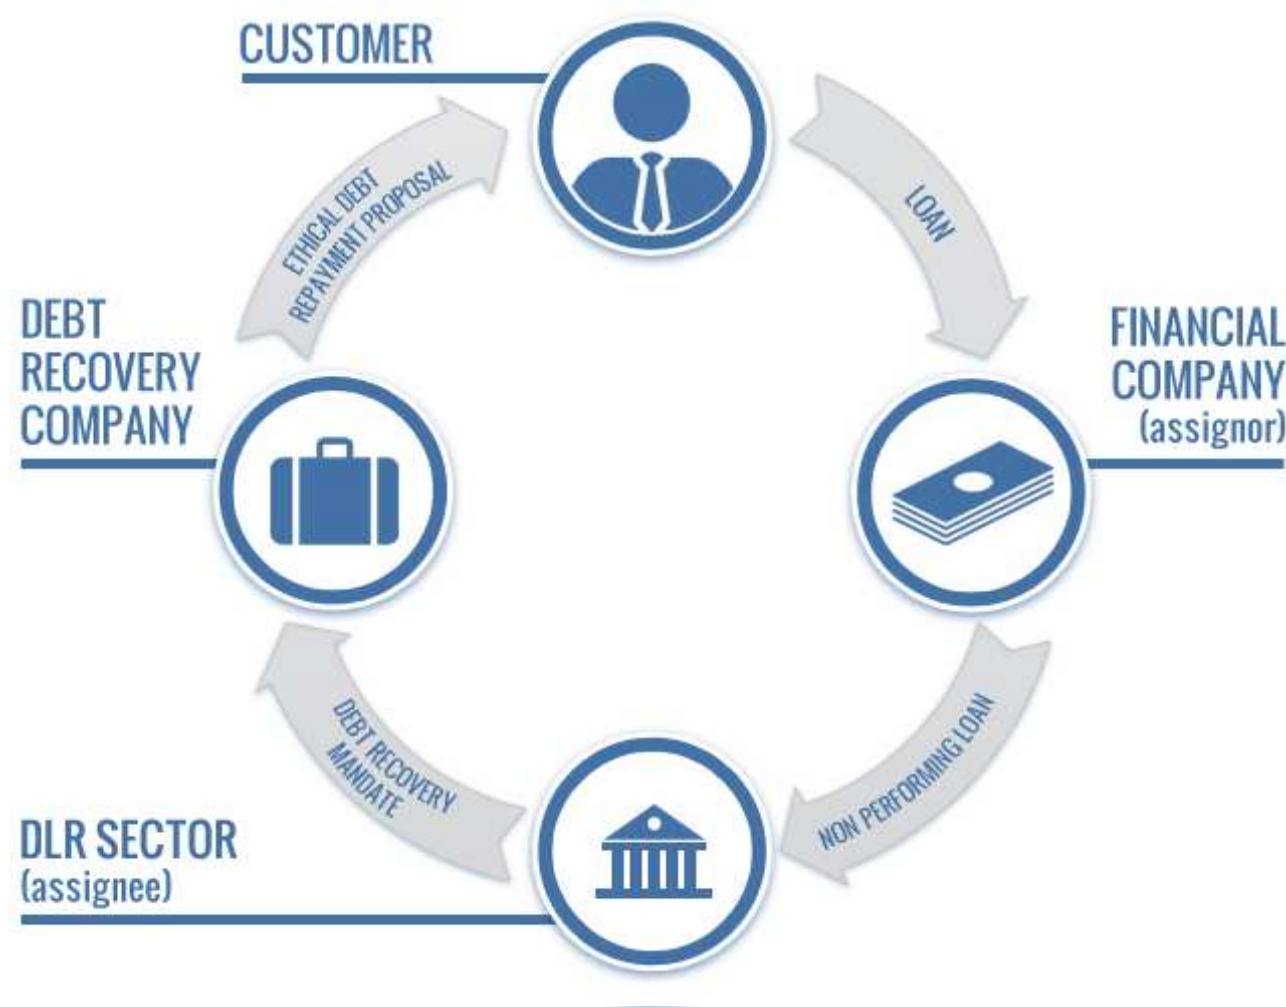 CUSTOMER
LOAN
ETHICAL DEBT
REPAYMENT PROPOSAL
DEBT
RECOVERY
COMPANY
FINANCIAL
COMPANY
(assignor)
NON PERFORMING LOAN
DEBT RECOVERY
MANDATE
DLR SECTOR
(assignee)